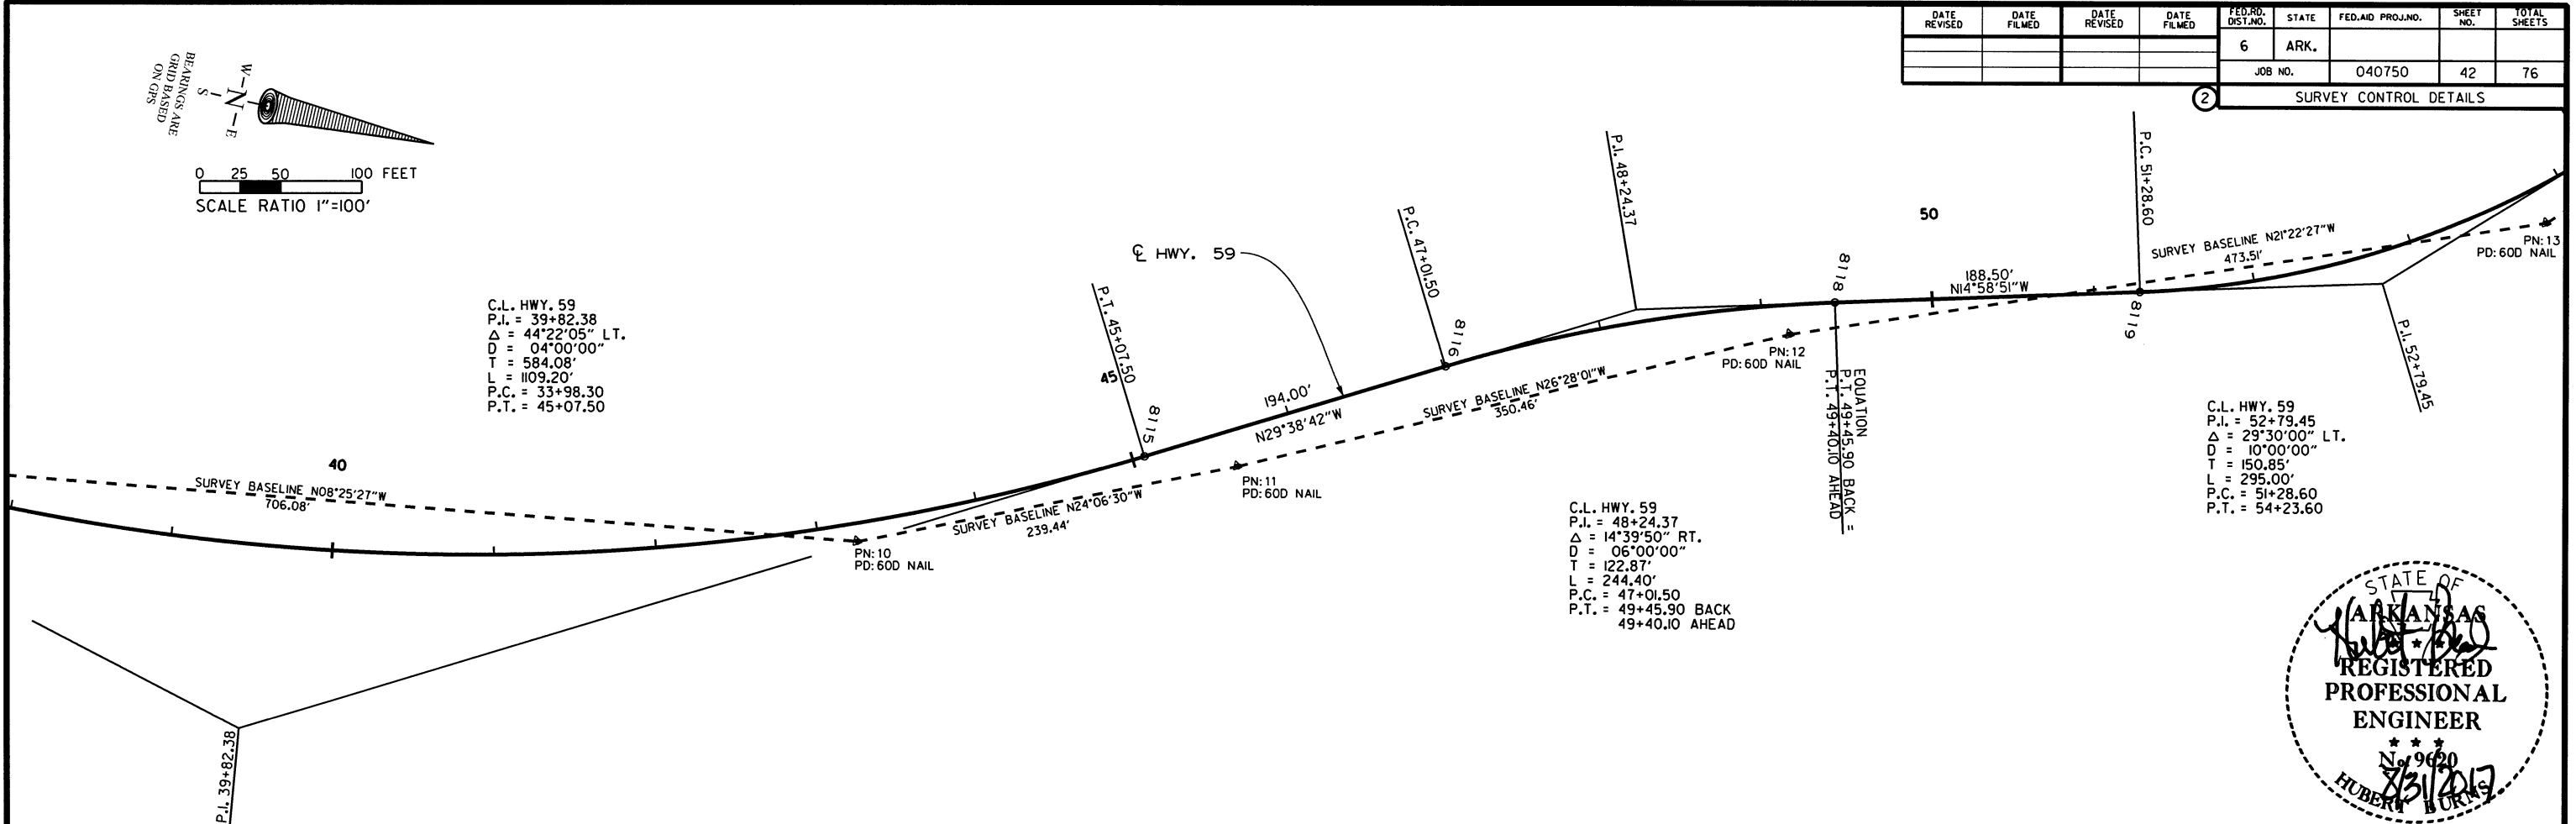 DATE REVISED
DATE FILMED
DATE REVISED
DATE FILMED
FED.RD. DIST.NO.
STATE
FED.AID PROJ.NO.
SHEET NO.
TOTAL SHEETS
6
ARK.
JOB NO.
040750
42
76
2
SURVEY CONTROL DETAILS
BEARINGS ARE
GRID BASED
ON GPS
W
S
N
E
0 25 50 100 FEET
SCALE RATIO 1"=100'
C.L. HWY. 59
P.I. = 39+82.38
Δ = 44°22'05" LT.
D = 04°00'00"
T = 584.08'
L = 1109.20'
P.C. = 33+98.30
P.T. = 45+07.50
40
SURVEY BASELINE N08°25'27"W
706.08'
P.I. 39+82.38
PN: 10
PD: 60D NAIL
SURVEY BASELINE N24°06'30"W
239.44'
45
P.T. 45+07.50
8115
℄ HWY. 59
194.00'
N29°38'42"W
PN: 11
PD: 60D NAIL
P.C. 47+01.50
8116
SURVEY BASELINE N26°28'01"W
350.46'
P.I. 48+24.37
PN: 12
PD: 60D NAIL
8118
EQUATION
P.T. 49+45.90 BACK =
P.T. 49+40.10 AHEAD
C.L. HWY. 59
P.I. = 48+24.37
Δ = 14°39'50" RT.
D = 06°00'00"
T = 122.87'
L = 244.40'
P.C. = 47+01.50
P.T. = 49+45.90 BACK
49+40.10 AHEAD
50
188.50'
N14°58'51"W
P.C. 51+28.60
8119
SURVEY BASELINE N21°22'27"W
473.51'
PN: 13
PD: 60D NAIL
P.I. 52+79.45
C.L. HWY. 59
P.I. = 52+79.45
Δ = 29°30'00" LT.
D = 10°00'00"
T = 150.85'
L = 295.00'
P.C. = 51+28.60
P.T. = 54+23.60
STATE OF
ARKANSAS
REGISTERED
PROFESSIONAL
ENGINEER
No. 9620
8/31/2017
HUBERT BURNS